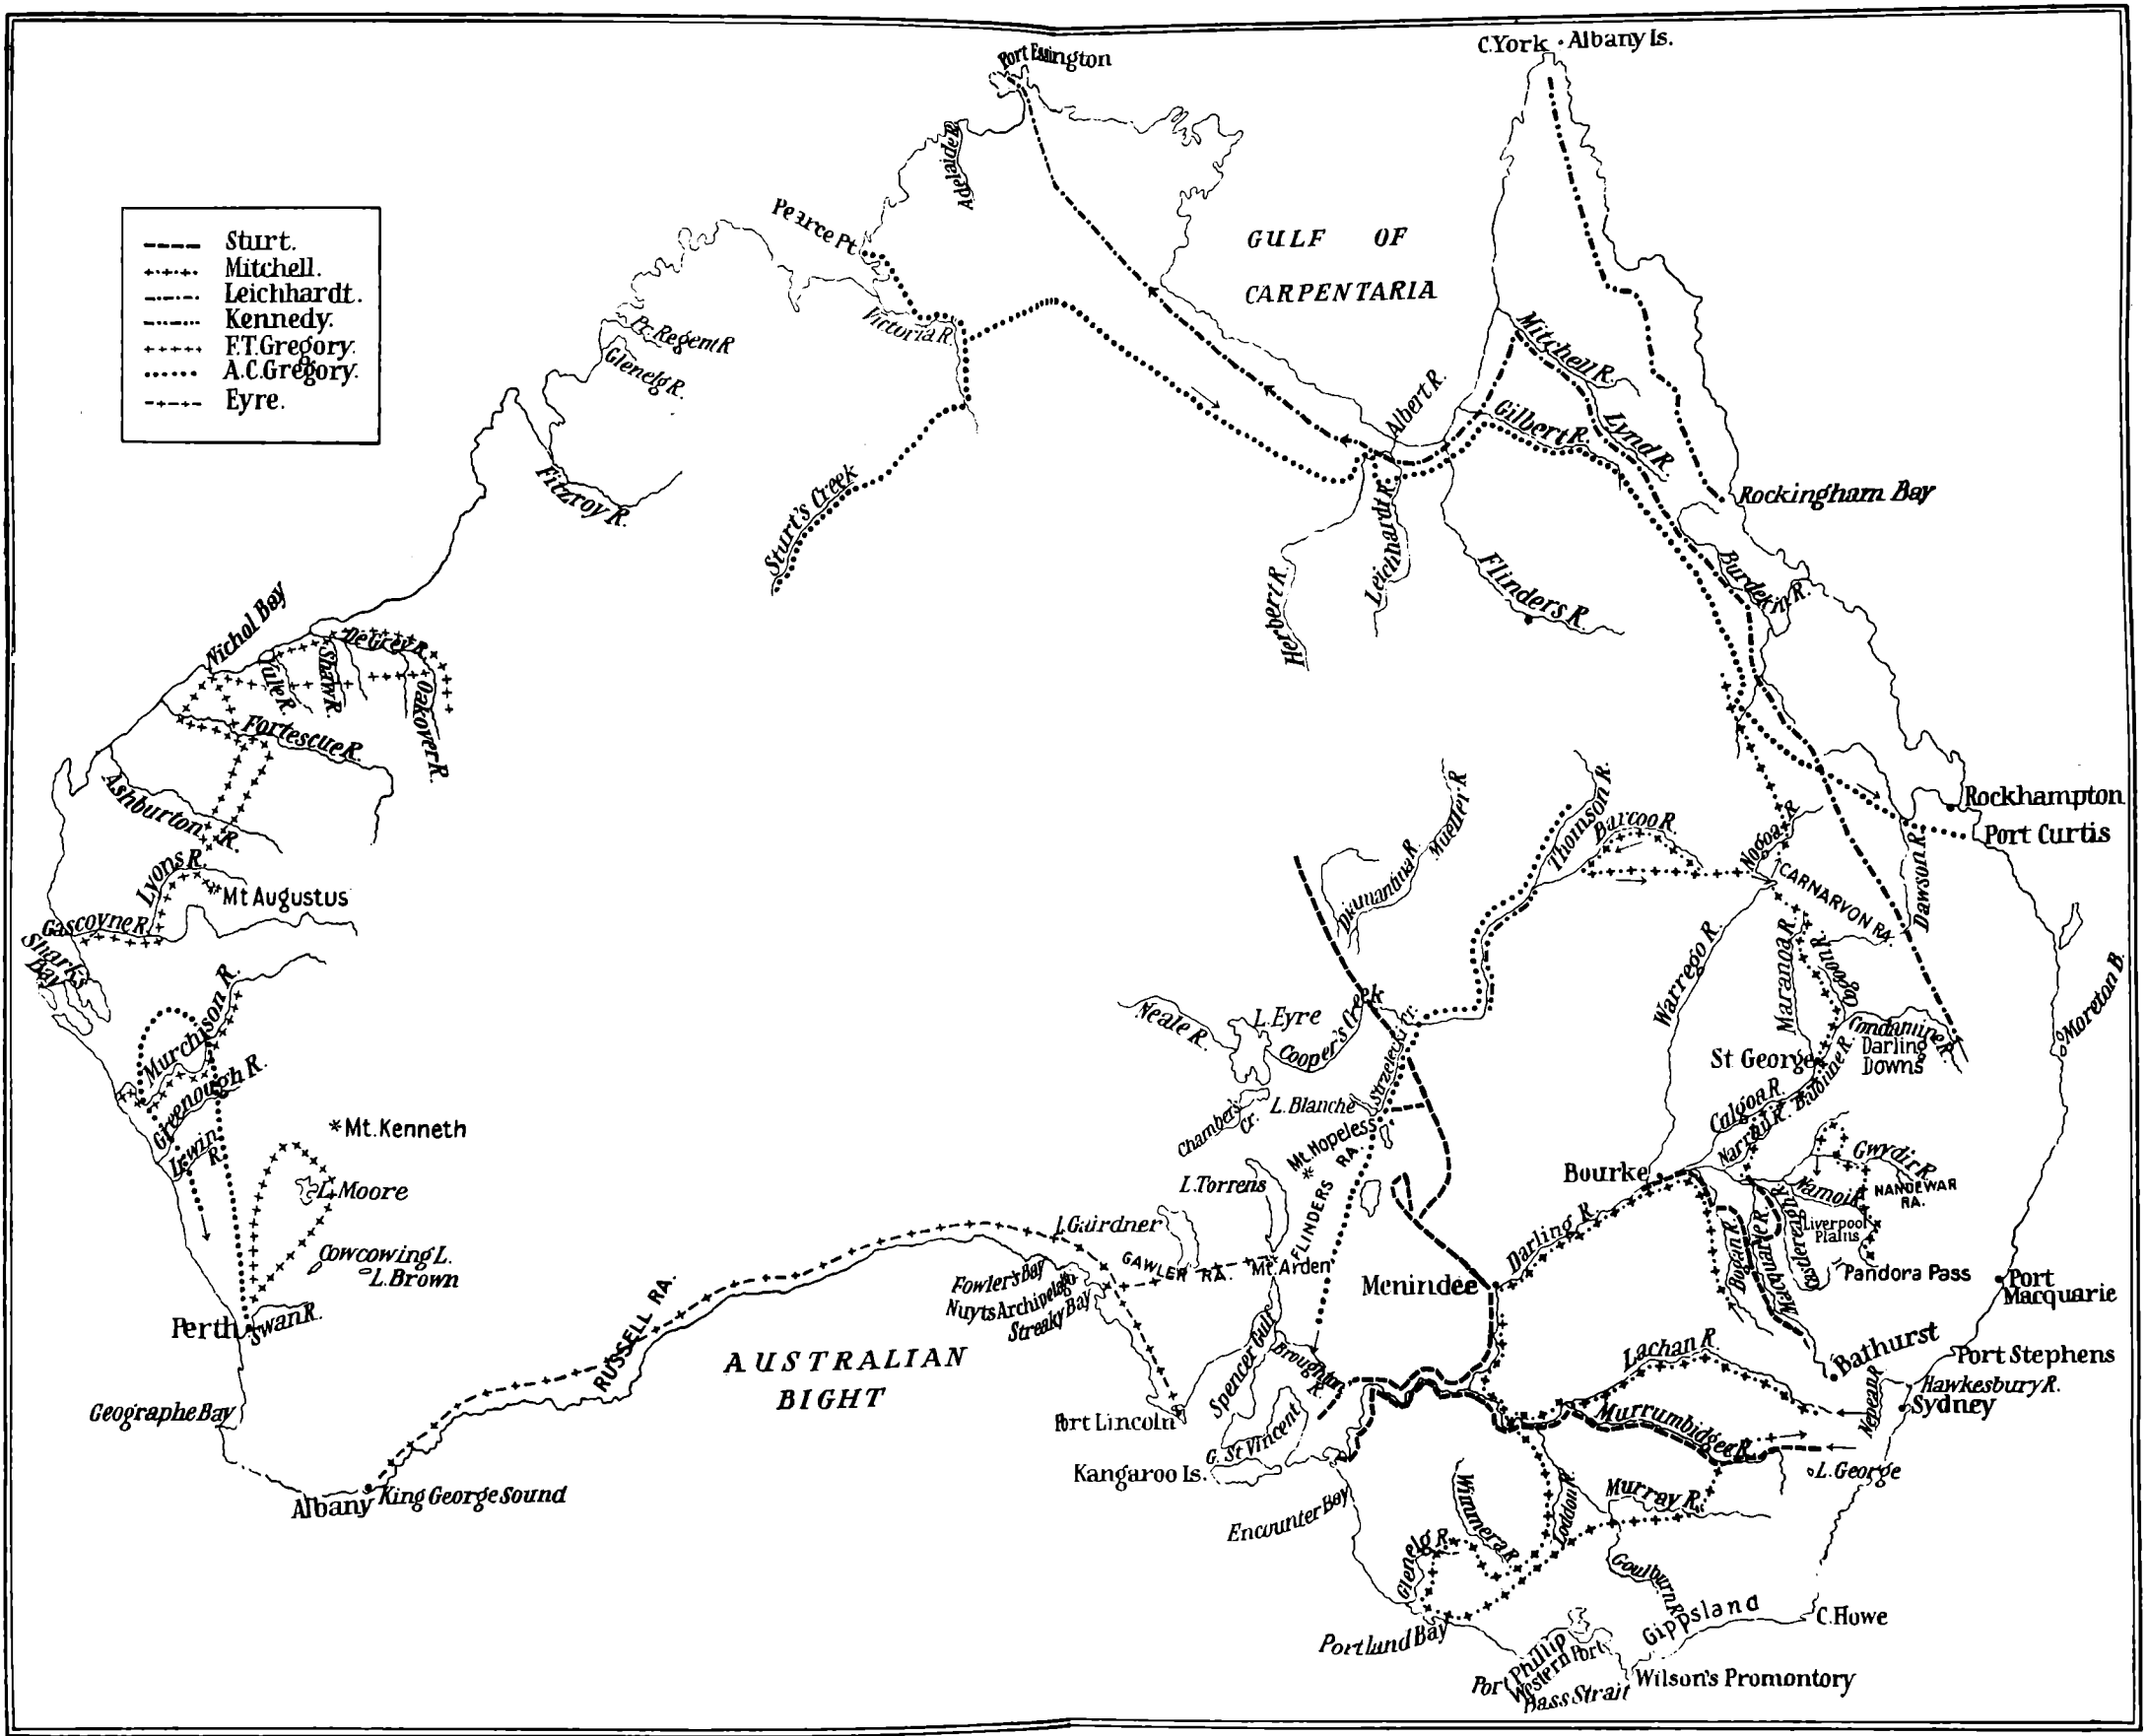 Port Essington
C.York
Albany Is.
Adelaide R.
Pearce Pt.
GULF OF
CARPENTARIA
Sturt.
Mitchell.
Leichhardt.
Kennedy.
F.T.Gregory.
A.C.Gregory.
Eyre.
Victoria R.
Pr. Regent R
Glenelg R.
Mitchell R.
Albert R.
Gilbert R.
Lynd R.
Fitzroy R.
Sturt's Creek
Leichhardt R.
Rockingham Bay
Herbert R.
Flinders R.
Burdekin R.
Nichol Bay
De Grey R.
Yule R.
Shaw R.
Oakover R.
Fortescue R.
Ashburton R.
Lyons R.
Mt Augustus
Gascoyne R.
Sharks
Bay
Murchison R.
Greenough R.
Irwin
R.
Mt. Kenneth
L. Moore
Cowcowing L.
L. Brown
Perth
Swan R.
Geographe Bay
Albany
King George Sound
RUSSELL RA.
AUSTRALIAN
BIGHT
Fowler's Bay
Nuyts Archipelago
Streaky Bay
L. Gairdner
GAWLER RA.
Mt. Arden
L. Torrens
FLINDERS RA.
Mt. Hopeless
L. Blanche
Chamber's
Cr.
Neale R.
L. Eyre
Cooper's Creek
Strzelecki Cr.
Mueller R
Thomson R.
Barcoo R.
Nogoa R
Rockhampton
Port Curtis
CARNARVON RA.
Dawson R.
Warrego R.
Maranoa R.
Cogoon R.
Moreton B.
Condamine R.
Darling
Downs
St George
Balonne R.
Culgoa R.
Narran R.
Gwydir R.
Namoi R
NANDEWAR
RA.
Liverpool
Plains
Bourke
Darling R.
Bogan R.
Macquarie R.
Castlereagh R.
Pandora Pass
Port
Macquarie
Menindee
Bathurst
Port Stephens
Lachan R.
Nepean R
Hawkesbury R.
Sydney
Murrumbidgee R.
L. George
Spencer Gulf
Broughton
R.
Port Lincoln
G. St Vincent
Kangaroo Is.
Encounter Bay
Wimmera R
Loddon R.
Murray R.
Glenelg R.
Goulburn R.
Gippsland
C. Howe
Portland Bay
Port Phillip
Western Port
Bass Strait
Wilson's Promontory